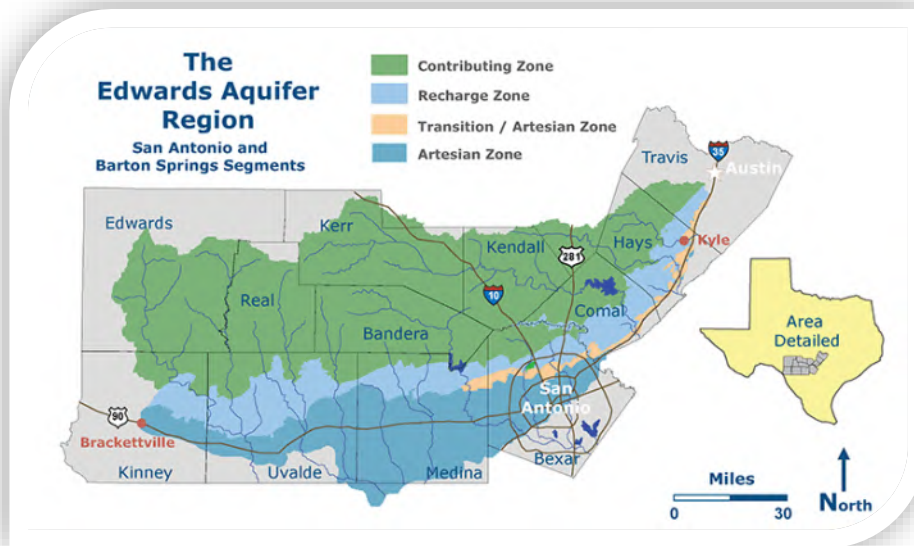 The
Edwards Aquifer
Region
San Antonio and
Barton Springs Segments
Contributing Zone
Recharge Zone
Transition / Artesian Zone
Artesian Zone
Travis
35
Austin
Edwards
Kerr
Kendall
Hays
Kyle
281
Real
10
Comal
Bandera
Area
Detailed
San
Antonio
90
Brackettville
Bexar
Kinney
Uvalde
Medina
Miles
0
30
North